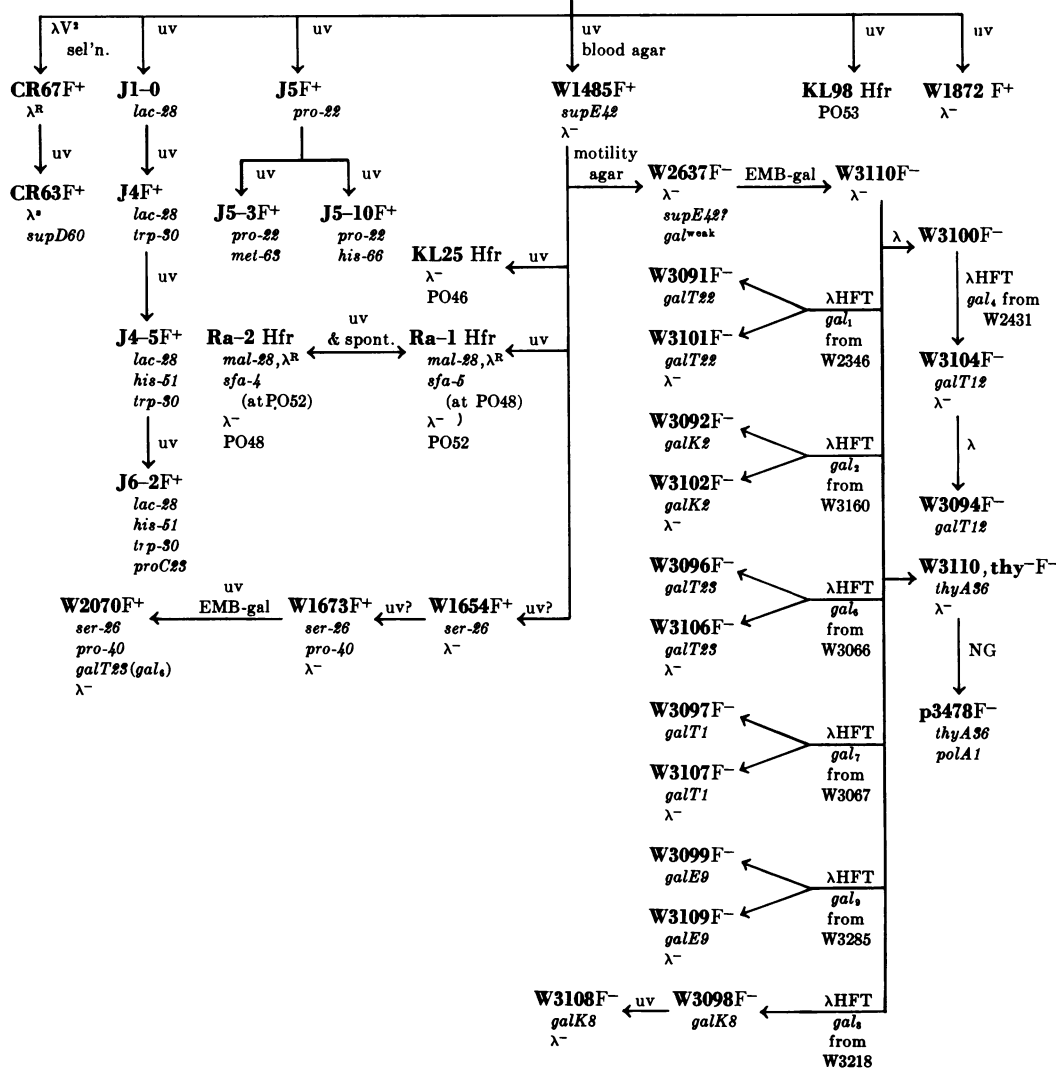 λV² sel'n.
uv
uv
uv
blood agar
uv
uv
CR67F⁺
λᴿ
uv
CR63F⁺
λˢ
supD60
J1–0
lac-28
uv
J4F⁺
lac-28
trp-30
uv
J4–5F⁺
lac-28
his-51
trp-30
uv
J6–2F⁺
lac-28
his-51
trp-30
proC23
J5F⁺
pro-22
uv
uv
J5–3F⁺
pro-22
met-63
J5–10F⁺
pro-22
his-66
W1485F⁺
supE42
λ⁻
KL98 Hfr
PO53
W1872 F⁺
λ⁻
motility
agar
W2637F⁻
λ⁻
supE42?
galʷᵉᵃᵏ
EMB-gal
W3110F⁻
λ⁻
KL25 Hfr
λ⁻
PO46
uv
Ra–2 Hfr
mal-28,λᴿ
sfa-4
(at PO52)
λ⁻
PO48
uv
& spont.
Ra–1 Hfr
mal-28,λᴿ
sfa-5
(at PO48)
λ⁻ )
PO52
uv
W2070F⁺
ser-26
pro-40
galT23(gal₆)
λ⁻
uv
EMB-gal
W1673F⁺
ser-26
pro-40
λ⁻
uv?
W1654F⁺
ser-26
λ⁻
uv?
W3091F⁻
galT22
W3101F⁻
galT22
λ⁻
λHFT
gal₁
from
W2346
W3092F⁻
galK2
W3102F⁻
galK2
λ⁻
λHFT
gal₂
from
W3160
W3096F⁻
galT23
W3106F⁻
galT23
λ⁻
λHFT
gal₆
from
W3066
W3097F⁻
galT1
W3107F⁻
galT1
λ⁻
λHFT
gal₇
from
W3067
W3099F⁻
galE9
W3109F⁻
galE9
λ⁻
λHFT
gal₉
from
W3285
W3108F⁻
galK8
λ⁻
uv
W3098F⁻
galK8
λHFT
gal₈
from
W3218
λ
W3100F⁻
λHFT
gal₄ from
W2431
W3104F⁻
galT12
λ⁻
λ
W3094F⁻
galT12
W3110,thy⁻F⁻
thyA36
λ⁻
NG
p3478F⁻
thyA36
polA1